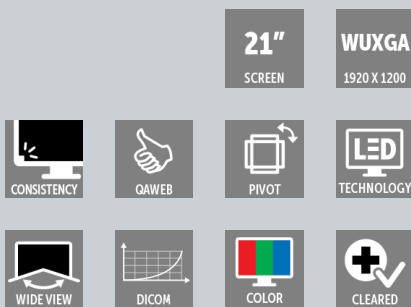 21"
SCREEN
WUXGA
1920 X 1200
CONSISTENCY
QAWEB
PIVOT
LED
TECHNOLOGY
WIDE VIEW
DICOM
COLOR
CLEARED